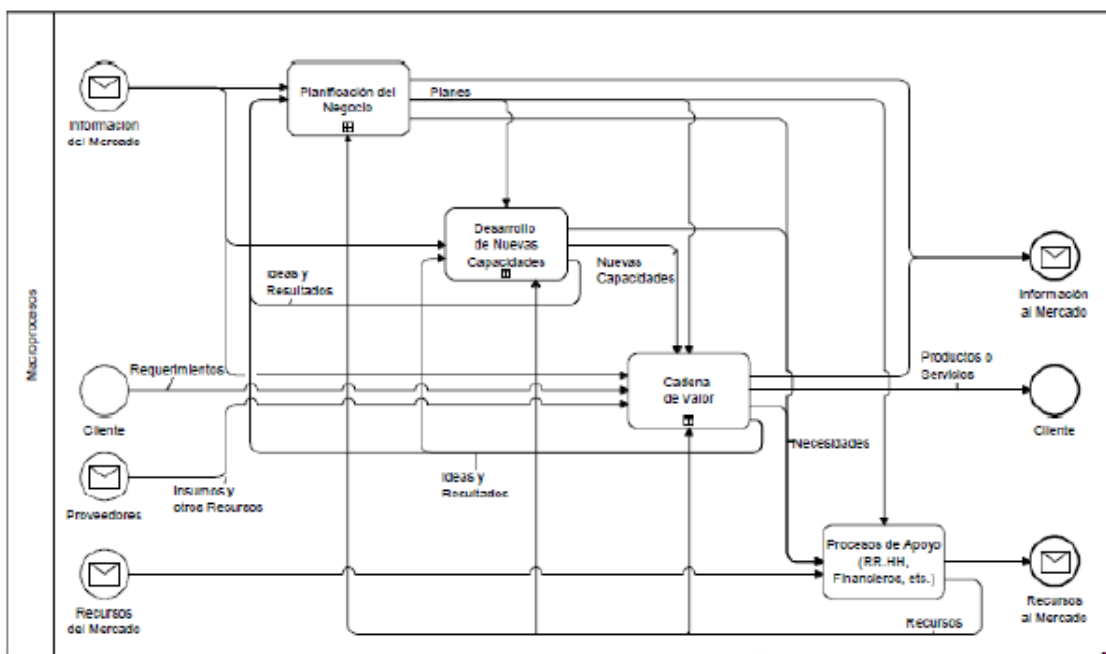 Macroprocesos
Información
del Mercado
Planificación del
Negocio
Planes
Desarrollo
de Nuevas
Capacidades
Ideas y
Resultados
Nuevas
Capacidades
Información
al Mercado
Requerimientos
Cliente
Cadena
de Valor
Productos o
Servicios
Cliente
Necesidades
Proveedores
Insumos y
otros Recursos
Ideas y
Resultados
Procesos de Apoyo
(RR.HH,
Financieros, etc.)
Recursos
del Mercado
Recursos
Recursos
al Mercado